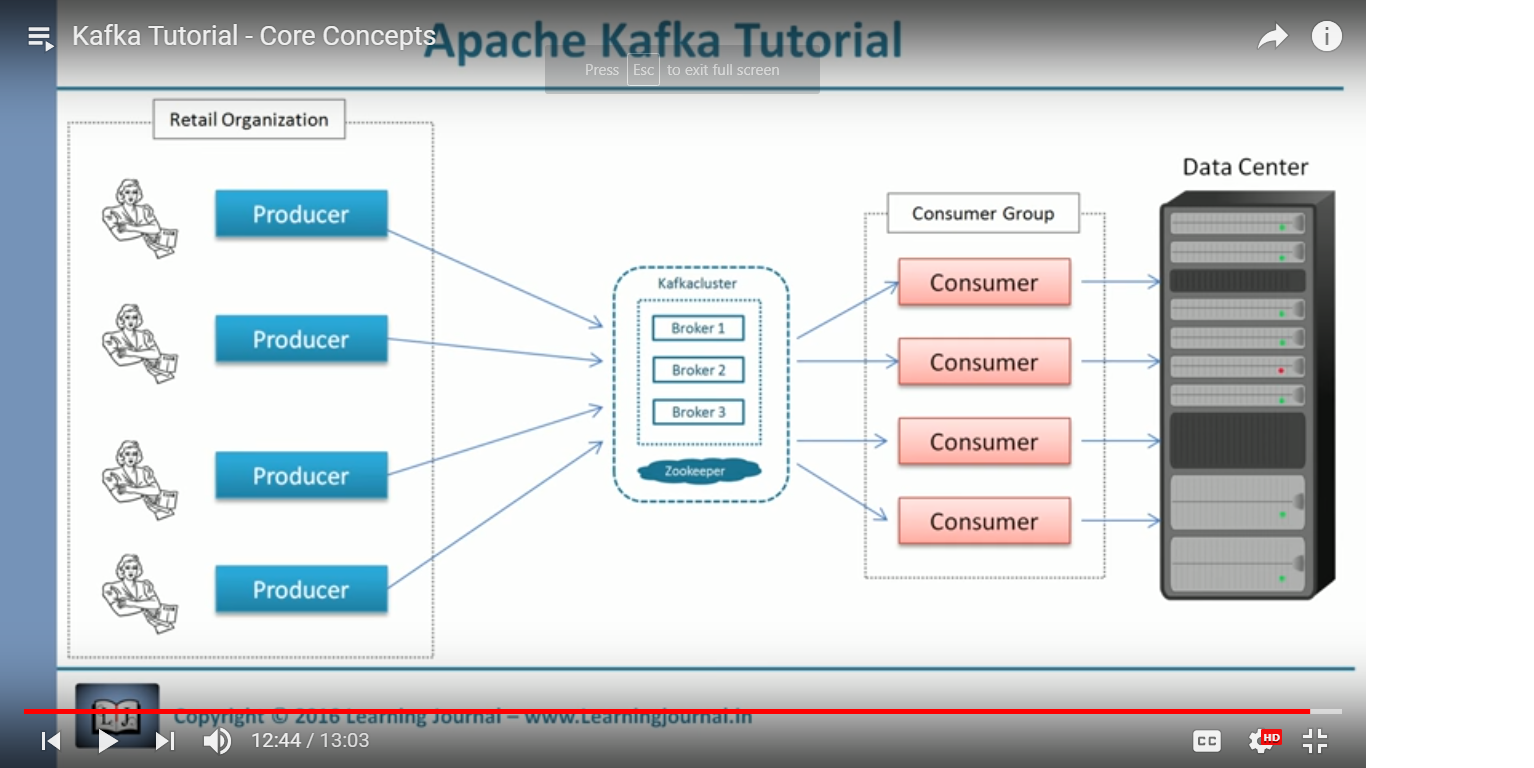 Kafka Tutorial - Core Concepts
Apache Kafka Tutorial
Press Esc to exit full screen
Retail Organization
Producer
Producer
Producer
Producer
Kafkacluster
Broker 1
Broker 2
Broker 3
Zookeeper
Consumer Group
Consumer
Consumer
Consumer
Consumer
Data Center
LJ
Copyright © 2016 Learning Journal – www.Learningjournal.in
12:44 / 13:03
CC
HD